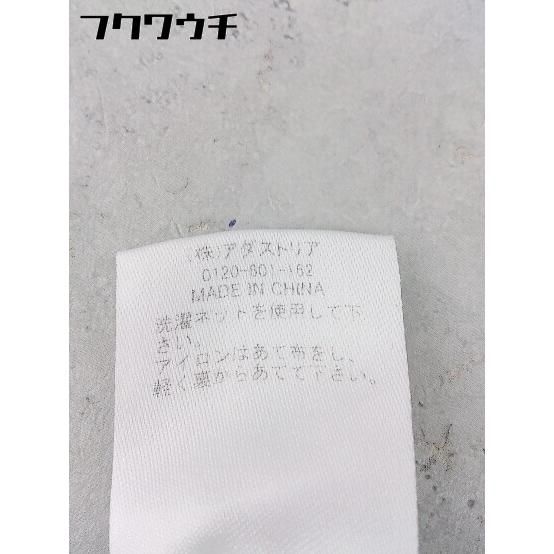 フクワウチ
(株)アダストリア
0120-601-162
MADE IN CHINA
洗濯ネットを使用して下
さい。
アイロンはあて布をし、
軽く裏からあてて下さい。